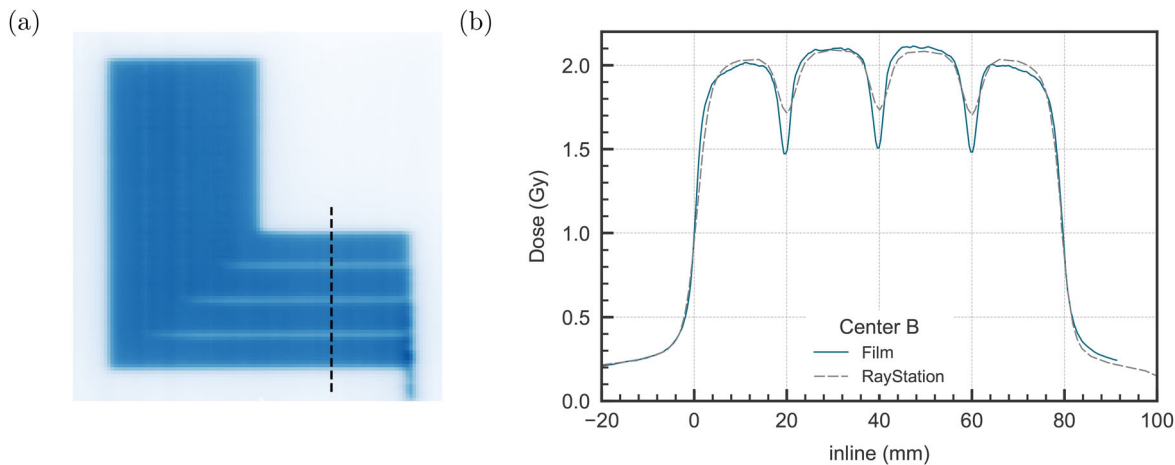 (a)
(b)
Dose (Gy)
2.0
1.5
1.0
0.5
0.0
Center B
Film
RayStation
−20 0 20 40 60 80 100
inline (mm)